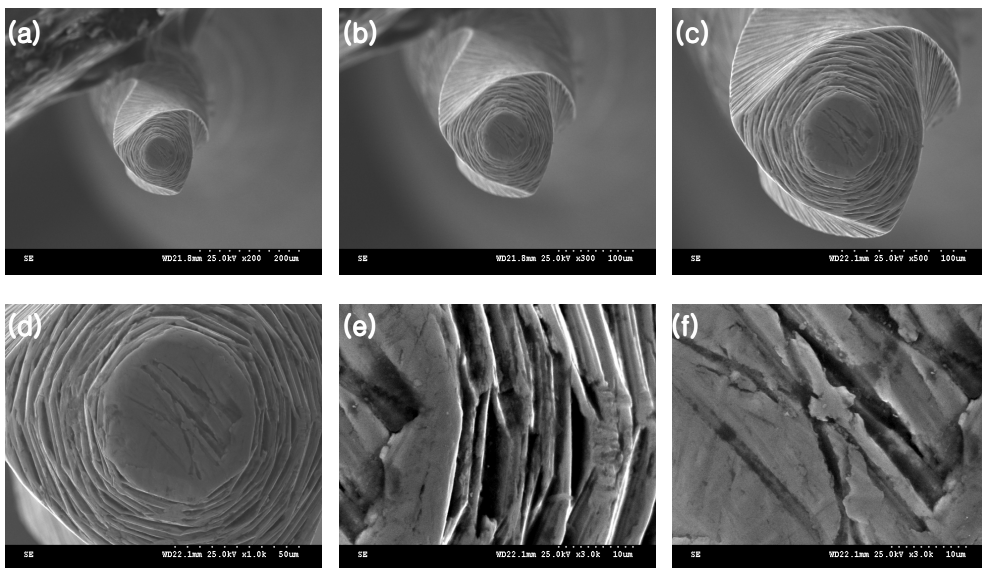 (a)
SE WD21.8mm 25.0kV x200 200um
(b)
SE WD21.8mm 25.0kV x300 100um
(c)
SE WD22.1mm 25.0kV x500 100um
(d)
SE WD22.1mm 25.0kV x1.0k 50um
(e)
SE WD22.1mm 25.0kV x3.0k 10um
(f)
SE WD22.1mm 25.0kV x3.0k 10um